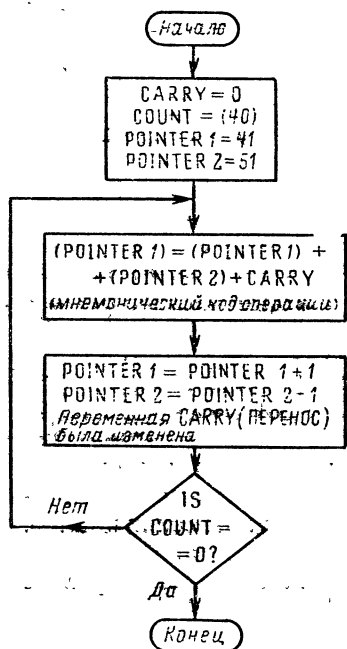 Начало
CARRY = 0
COUNT = (40)
POINTER 1 = 41
POINTER 2 = 51
(POINTER 1) = (POINTER 1) +
+ (POINTER 2) + CARRY
(мнемонический код операции)
POINTER 1 = POINTER 1+1
POINTER 2 = POINTER 2-1
Переменная CARRY (ПЕРЕНОС)
была изменена
Нет
IS
COUNT =
= 0?
Да
Конец